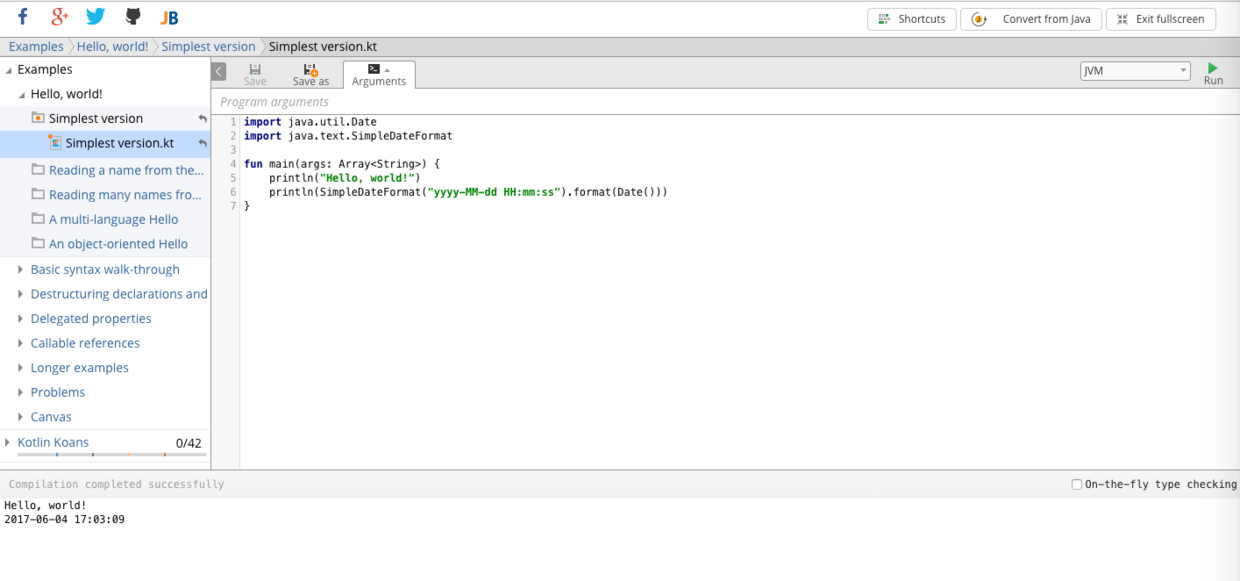 g+ JB Shortcuts Convert from Java Exit fullscreen
Examples Hello, world! Simplest version Simplest version.kt
Examples
Hello, world!
Simplest version
Simplest version.kt
Reading a name from the...
Reading many names fro...
A multi-language Hello
An object-oriented Hello
Basic syntax walk-through
Destructuring declarations and
Delegated properties
Callable references
Longer examples
Problems
Canvas
Kotlin Koans 0/42
Save Save as Arguments JVM Run
Program arguments
1 import java.util.Date
2 import java.text.SimpleDateFormat
3
4 fun main(args: Array<String>) {
5     println("Hello, world!")
6     println(SimpleDateFormat("yyyy-MM-dd HH:mm:ss").format(Date()))
7 }
Compilation completed successfully On-the-fly type checking
Hello, world!
2017-06-04 17:03:09